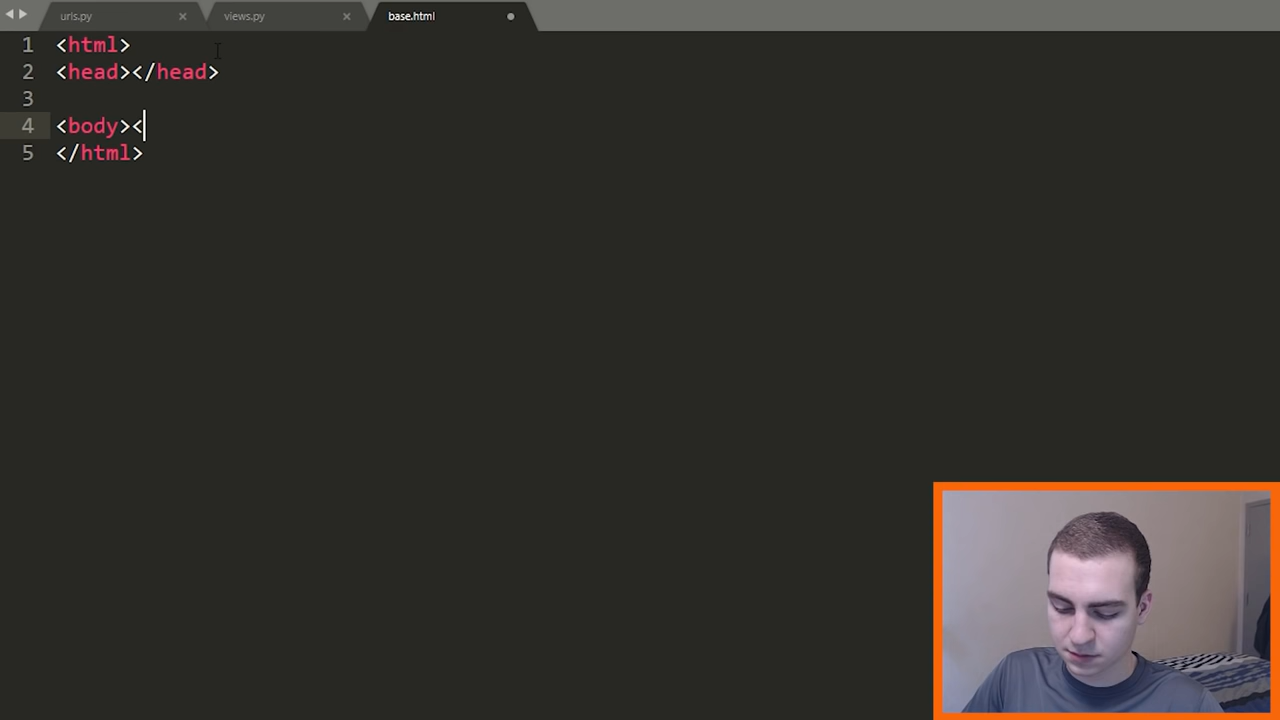 urls.py × views.py × base.html
1 <html>
2 <head></head>
3
4 <body><
5 </html>